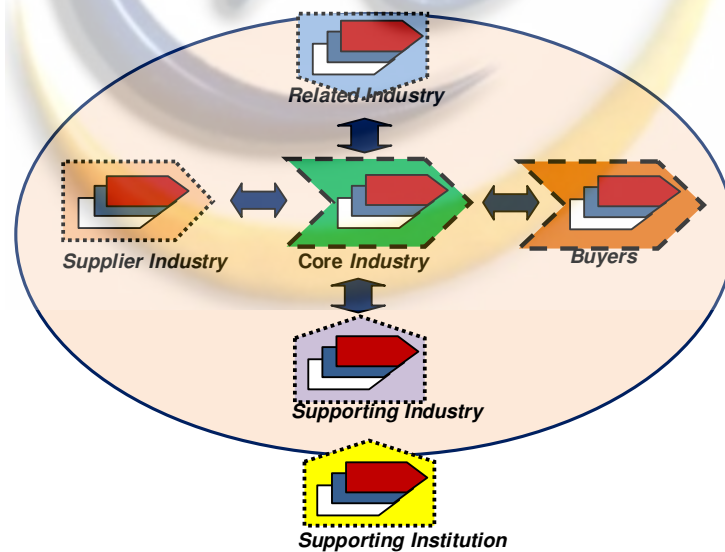 Related Industry
Supplier Industry
Core Industry
Buyers
Supporting Industry
Supporting Institution